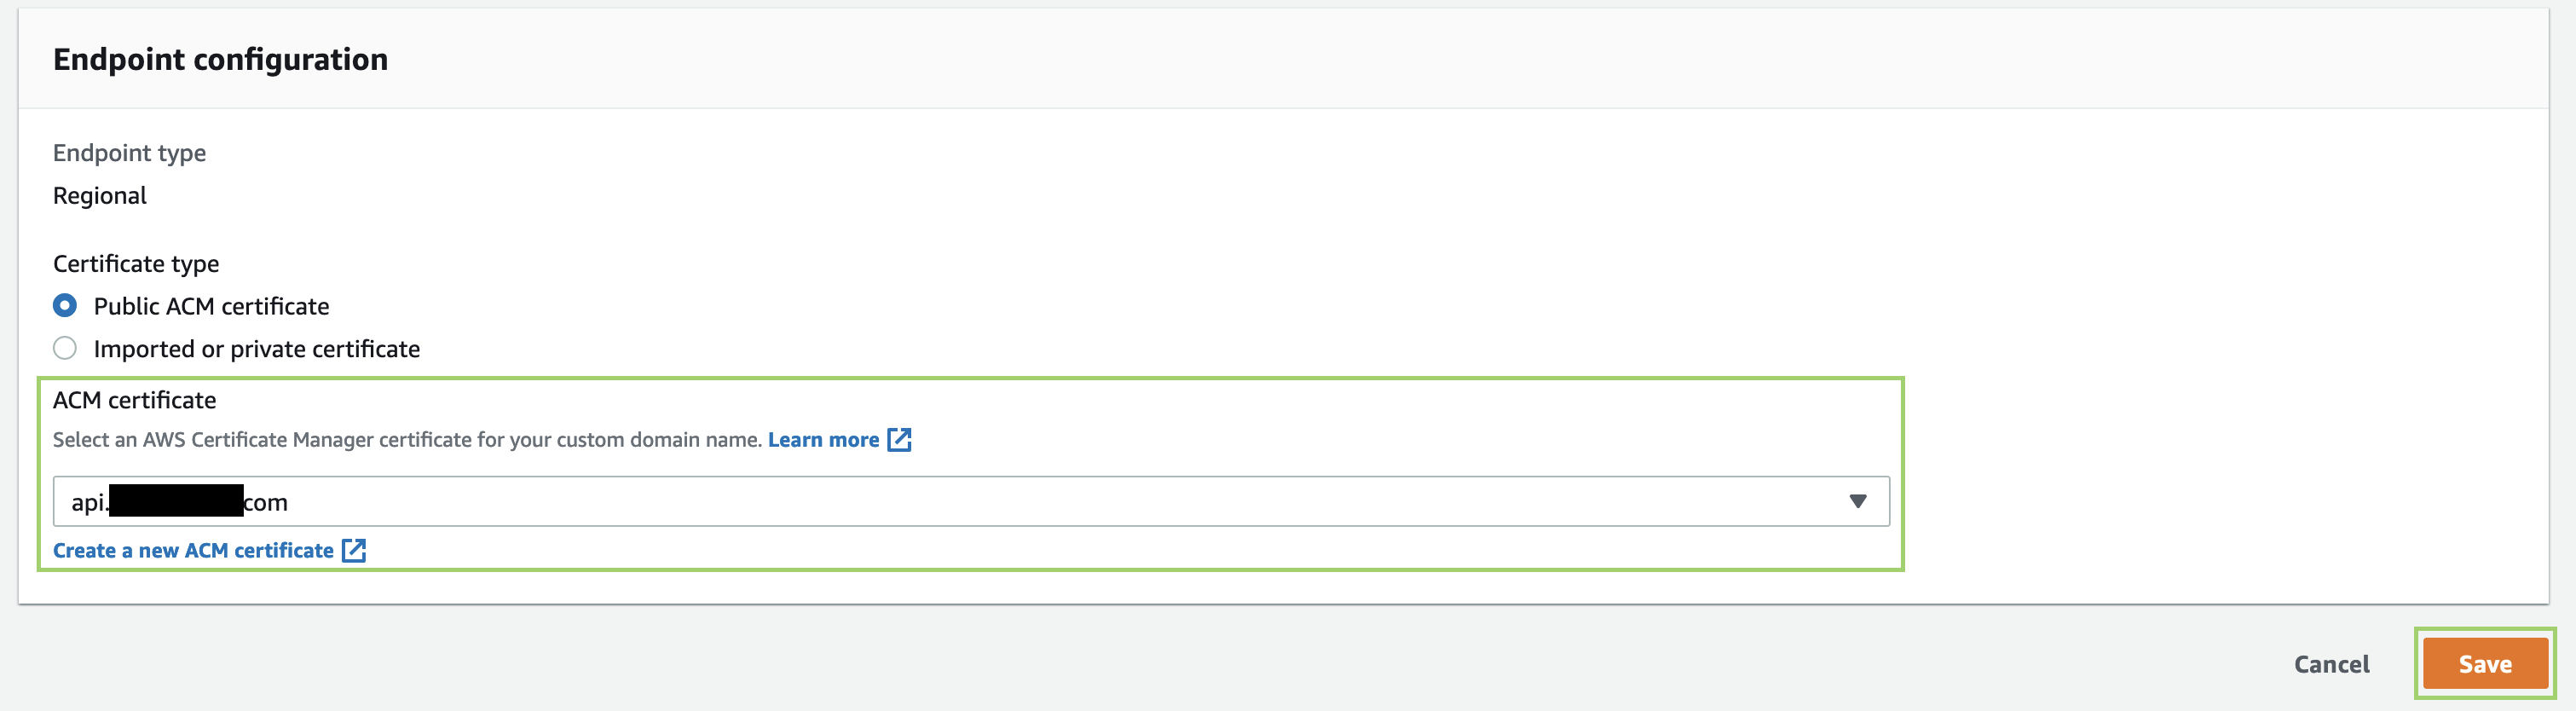 Endpoint configuration
Endpoint type
Regional
Certificate type
Public ACM certificate
Imported or private certificate
ACM certificate
Select an AWS Certificate Manager certificate for your custom domain name. Learn more
api. com
Create a new ACM certificate
Cancel Save